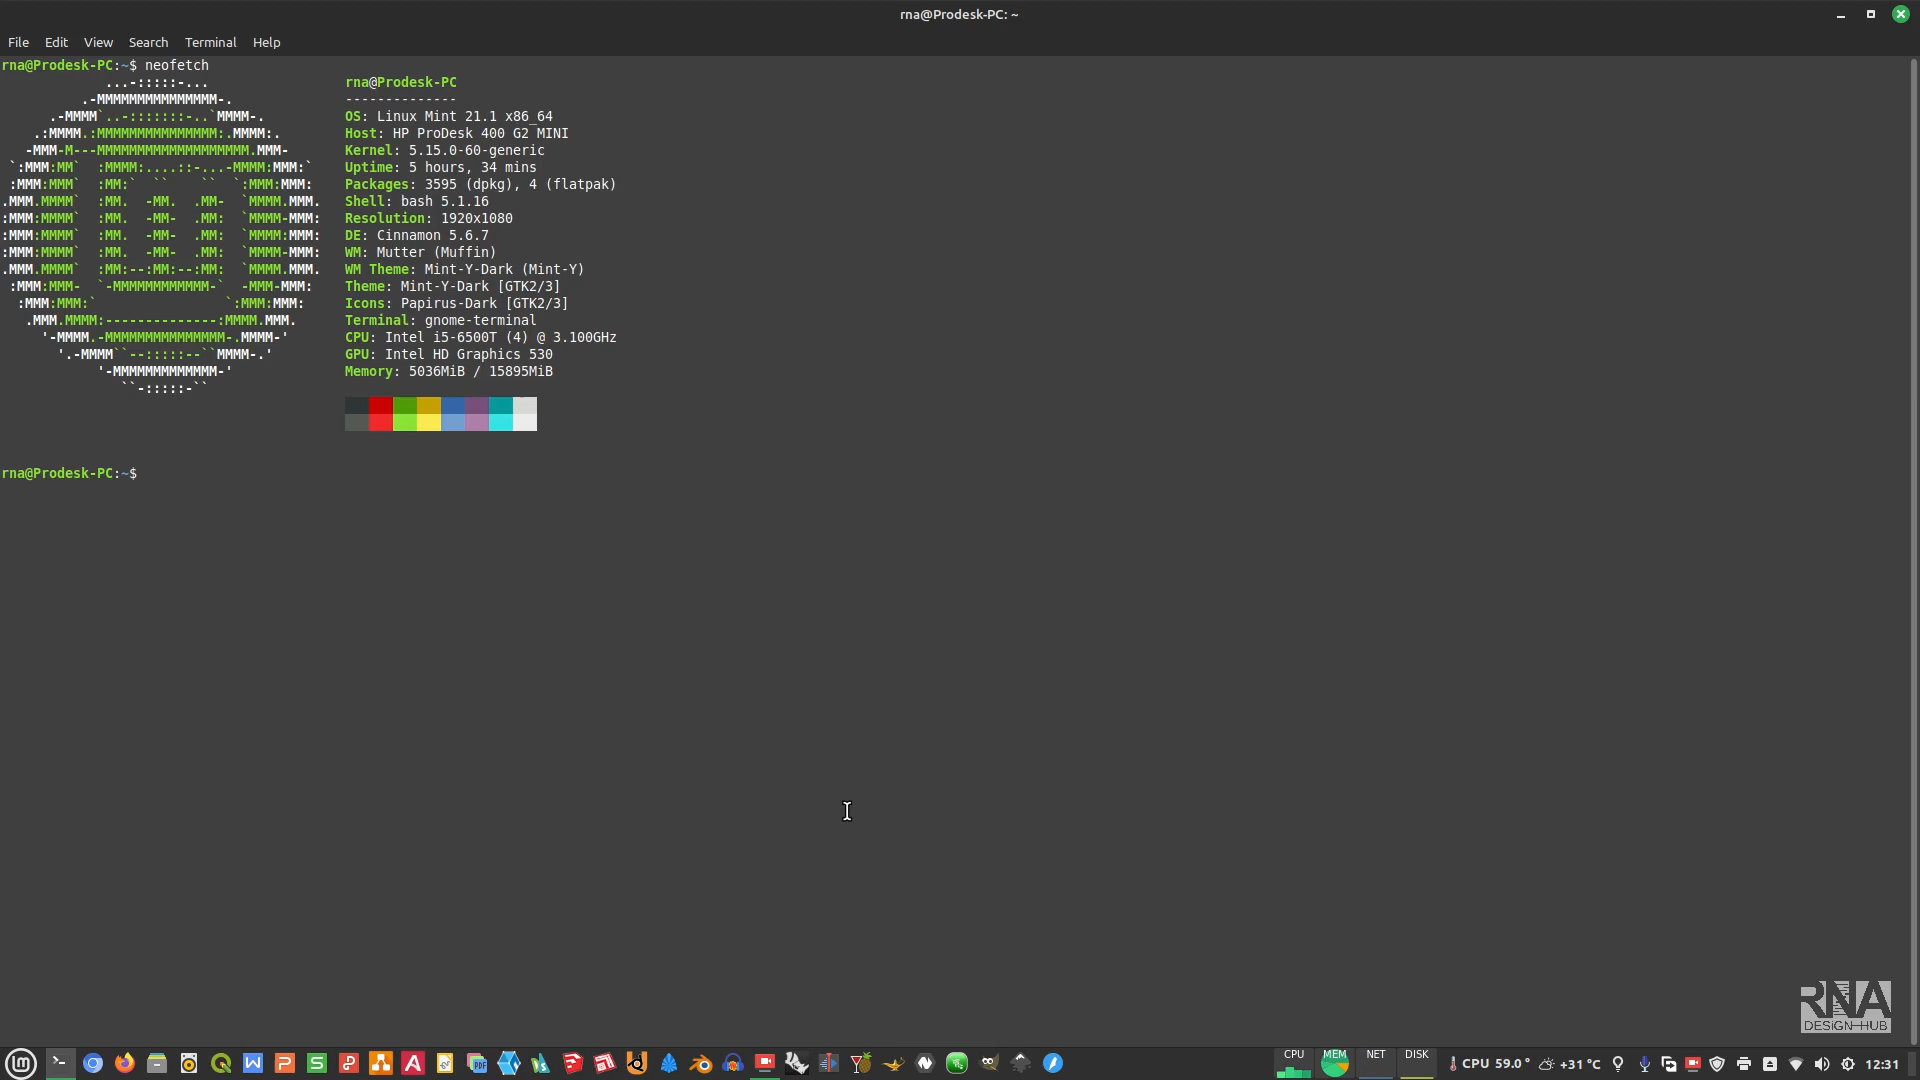 rna@Prodesk-PC: ~
File Edit View Search Terminal Help
rna@Prodesk-PC:~$ neofetch
rna@Prodesk-PC
--------------
OS: Linux Mint 21.1 x86_64
Host: HP ProDesk 400 G2 MINI
Kernel: 5.15.0-60-generic
Uptime: 5 hours, 34 mins
Packages: 3595 (dpkg), 4 (flatpak)
Shell: bash 5.1.16
Resolution: 1920x1080
DE: Cinnamon 5.6.7
WM: Mutter (Muffin)
WM Theme: Mint-Y-Dark (Mint-Y)
Theme: Mint-Y-Dark [GTK2/3]
Icons: Papirus-Dark [GTK2/3]
Terminal: gnome-terminal
CPU: Intel i5-6500T (4) @ 3.100GHz
GPU: Intel HD Graphics 530
Memory: 5036MiB / 15895MiB
rna@Prodesk-PC:~$
RNA
DESiGN-HUB
CPU MEM NET DISK
CPU 59.0° +31°C 12:31